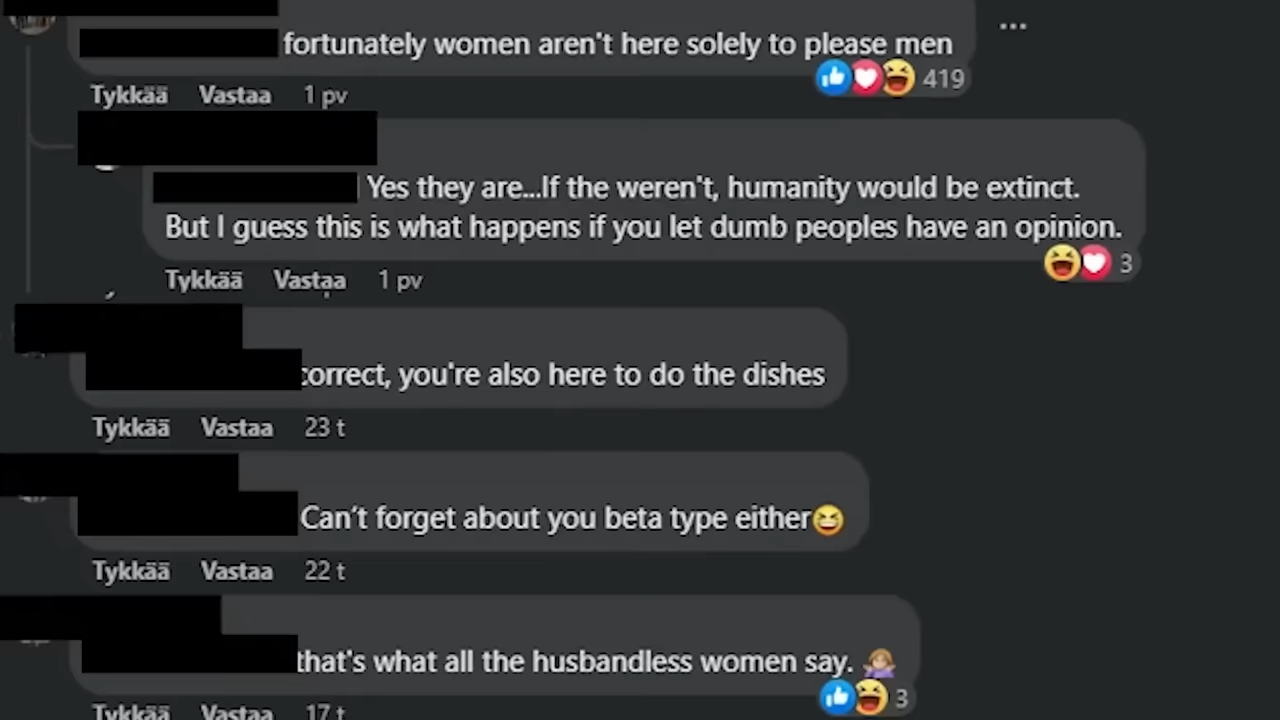 fortunately women aren't here solely to please men
419
Tykkää Vastaa 1 pv
Yes they are...If the weren't, humanity would be extinct.
But I guess this is what happens if you let dumb peoples have an opinion.
3
Tykkää Vastaa 1 pv
correct, you're also here to do the dishes
Tykkää Vastaa 23 t
Can't forget about you beta type either😆
Tykkää Vastaa 22 t
that's what all the husbandless women say. 🤷🏼‍♀️
3
Tykkää Vastaa 17 t